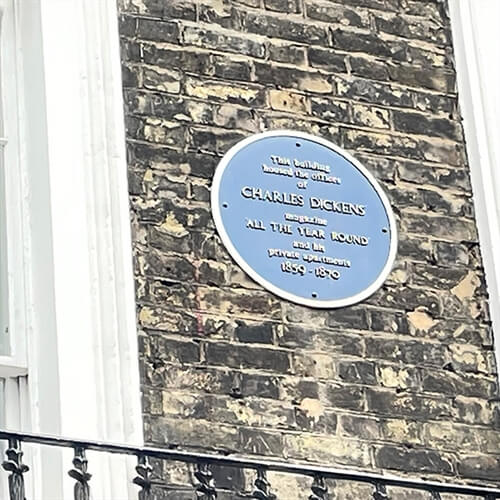 This building
housed the offices
of
CHARLES DICKENS'
magazine
'ALL THE YEAR ROUND'
and his
private apartments
1859 - 1870